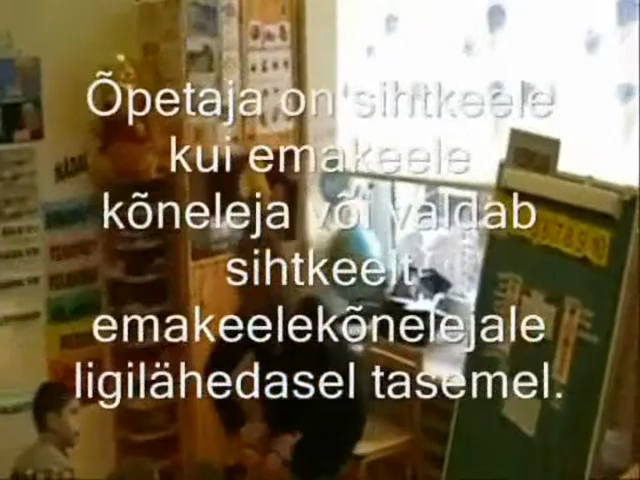 Õpetaja on sihtkeele
kui emakeele
kõneleja või valdab
sihtkeelt
emakeelekõnelejale
ligilähedasel tasemel.